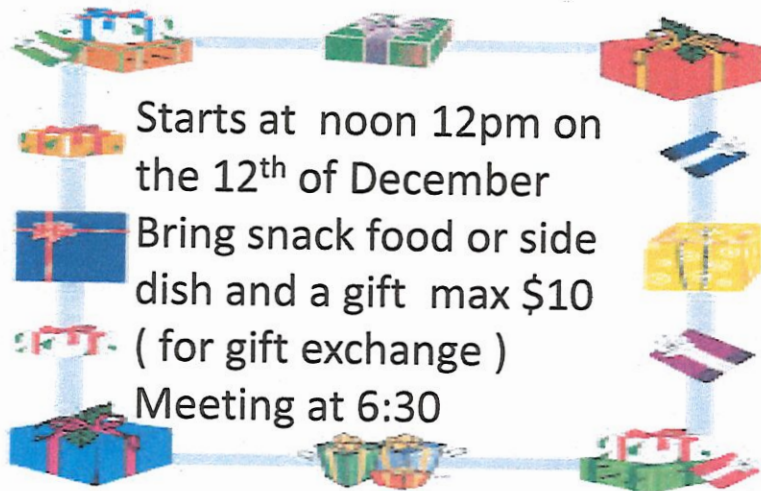 Starts at noon 12pm on
the 12th of December
Bring snack food or side
dish and a gift max $10
( for gift exchange )
Meeting at 6:30